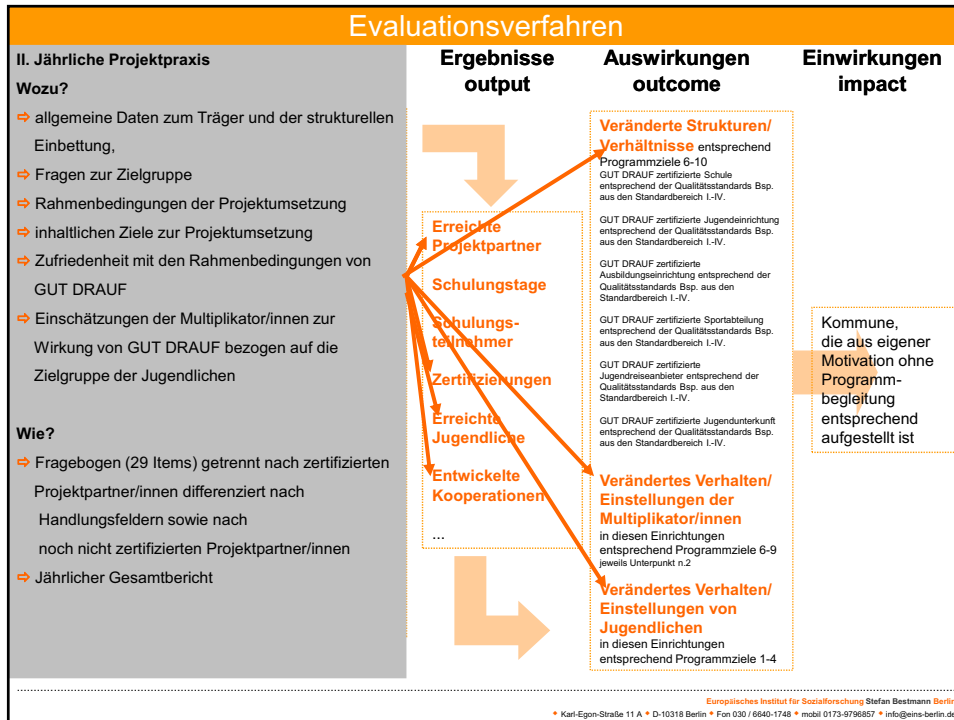 Evaluationsverfahren
II. Jährliche Projektpraxis
Wozu?
⇨ allgemeine Daten zum Träger und der strukturellen
Einbettung,
⇨ Fragen zur Zielgruppe
⇨ Rahmenbedingungen der Projektumsetzung
⇨ inhaltlichen Ziele zur Projektumsetzung
⇨ Zufriedenheit mit den Rahmenbedingungen von
GUT DRAUF
⇨ Einschätzungen der Multiplikator/innen zur
Wirkung von GUT DRAUF bezogen auf die
Zielgruppe der Jugendlichen
Wie?
⇨ Fragebogen (29 Items) getrennt nach zertifizierten
Projektpartner/innen differenziert nach
Handlungsfeldern sowie nach
noch nicht zertifizierten Projektpartner/innen
⇨ Jährlicher Gesamtbericht
Ergebnisse
output
Erreichte
Projektpartner
Schulungstage
Schulungs-
teilnehmer
Zertifizierungen
Erreichte
Jugendliche
Entwickelte
Kooperationen
...
Auswirkungen
outcome
Veränderte Strukturen/
Verhältnisse entsprechend
Programmziele 6-10
GUT DRAUF zertifizierte Schule
entsprechend der Qualitätsstandards Bsp.
aus den Standardbereich I.-IV.
GUT DRAUF zertifizierte Jugendeinrichtung
entsprechend der Qualitätsstandards Bsp.
aus den Standardbereich I.-IV.
GUT DRAUF zertifizierte
Ausbildungseinrichtung entsprechend der
Qualitätsstandards Bsp. aus den
Standardbereich I.-IV.
GUT DRAUF zertifizierte Sportabteilung
entsprechend der Qualitätsstandards Bsp.
aus den Standardbereich I.-IV.
GUT DRAUF zertifizierte
Jugendreiseanbieter entsprechend der
Qualitätsstandards Bsp. aus den
Standardbereich I.-IV.
GUT DRAUF zertifizierte Jugendunterkunft
entsprechend der Qualitätsstandards Bsp.
aus den Standardbereich I.-IV.
Verändertes Verhalten/
Einstellungen der
Multiplikator/innen
in diesen Einrichtungen
entsprechend Programmziele 6-9
jeweils Unterpunkt n.2
Verändertes Verhalten/
Einstellungen von
Jugendlichen
in diesen Einrichtungen
entsprechend Programmziele 1-4
Einwirkungen
impact
Kommune,
die aus eigener
Motivation ohne
Programm-
begleitung
entsprechend
aufgestellt ist
Europäisches Institut für Sozialforschung Stefan Bestmann Berlin
Karl-Egon-Straße 11 A ◆ D-10318 Berlin ◆ Fon 030 / 6640-1748 ◆ mobil 0173-9796857 ◆ info@eins-berlin.de